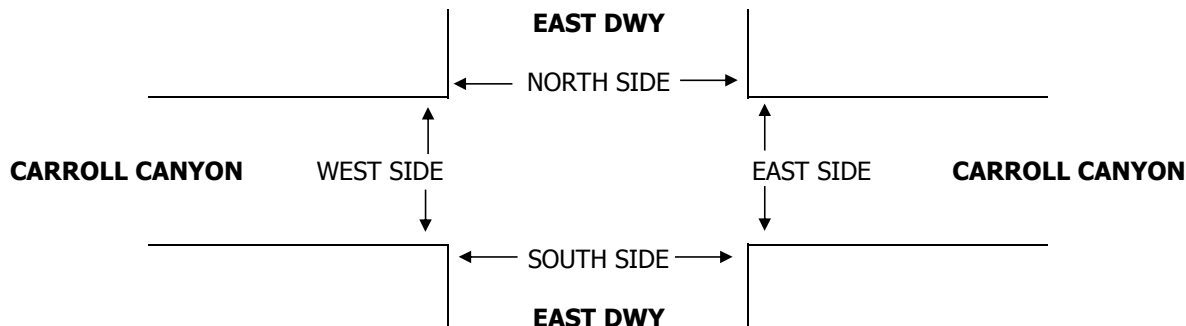 EAST DWY
NORTH SIDE
CARROLL CANYON WEST SIDE EAST SIDE CARROLL CANYON
SOUTH SIDE
EAST DWY